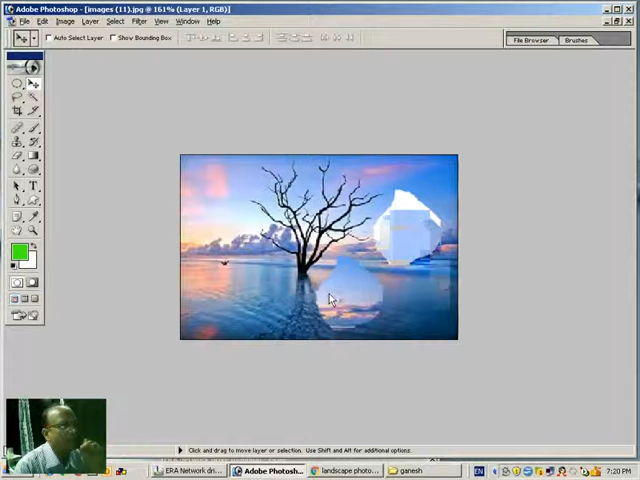 Adobe Photoshop - [images (11).jpg @ 161% (Layer 1, RGB)]
File Edit Image Layer Select Filter View Window Help
Auto Select Layer Show Bounding Box File Browser Brushes
T
Click and drag to move layer or selection. Use Shift and Alt for additional options.
ERA Network dri... Adobe Photosh... landscape photo... ganesh EN 7:20 PM